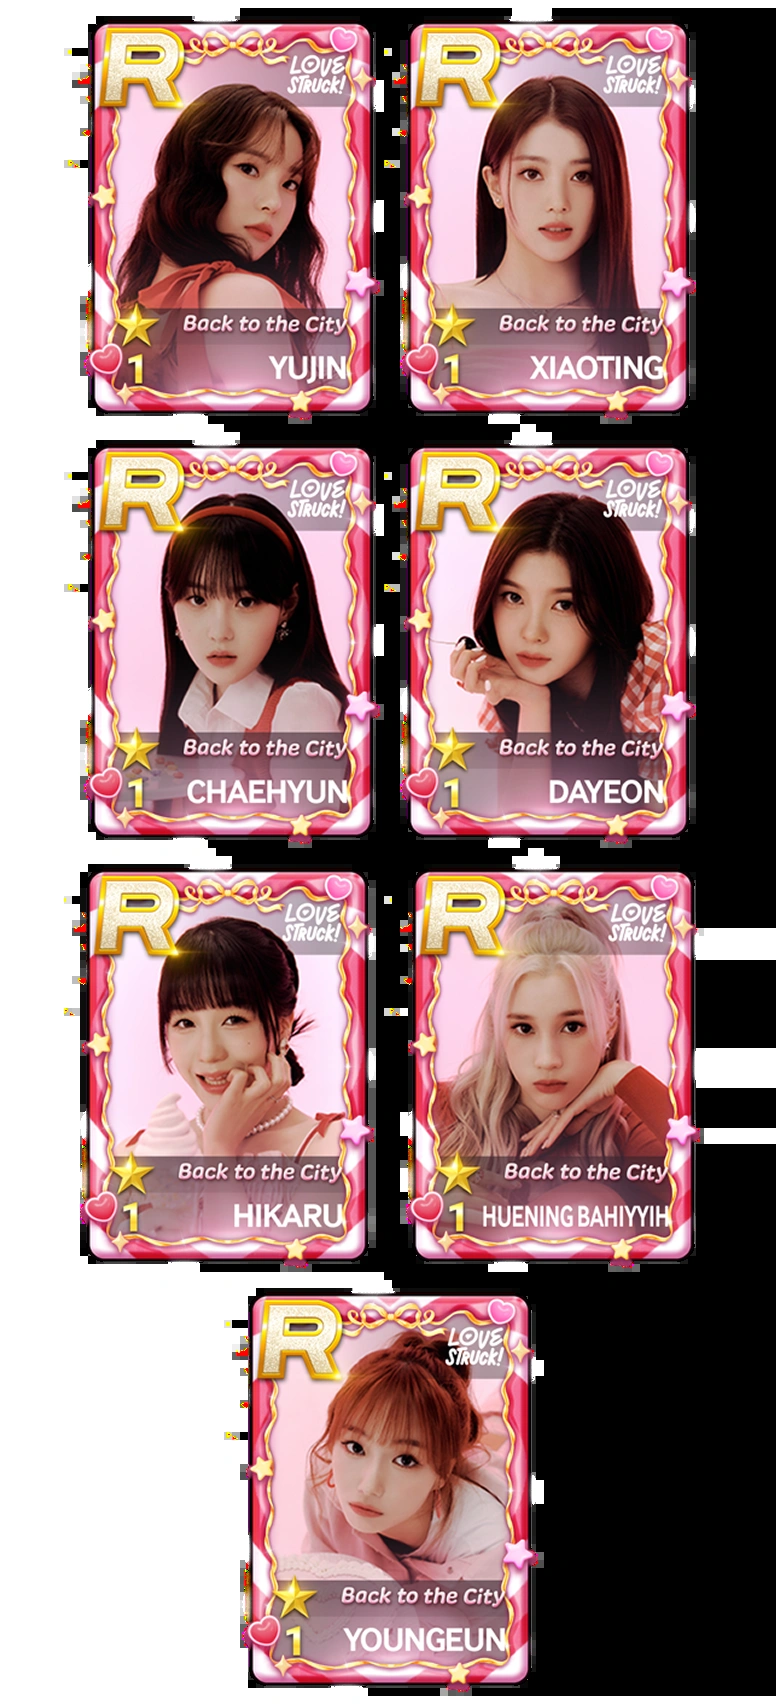 R
LOVE
STRUCK!
Back to the City
1
YUJIN
R
LOVE
STRUCK!
Back to the City
1
XIAOTING
R
LOVE
STRUCK!
Back to the City
1
CHAEHYUN
R
LOVE
STRUCK!
Back to the City
1
DAYEON
R
LOVE
STRUCK!
Back to the City
1
HIKARU
R
LOVE
STRUCK!
Back to the City
1
HUENING BAHIYYIH
R
LOVE
STRUCK!
Back to the City
1
YOUNGEUN